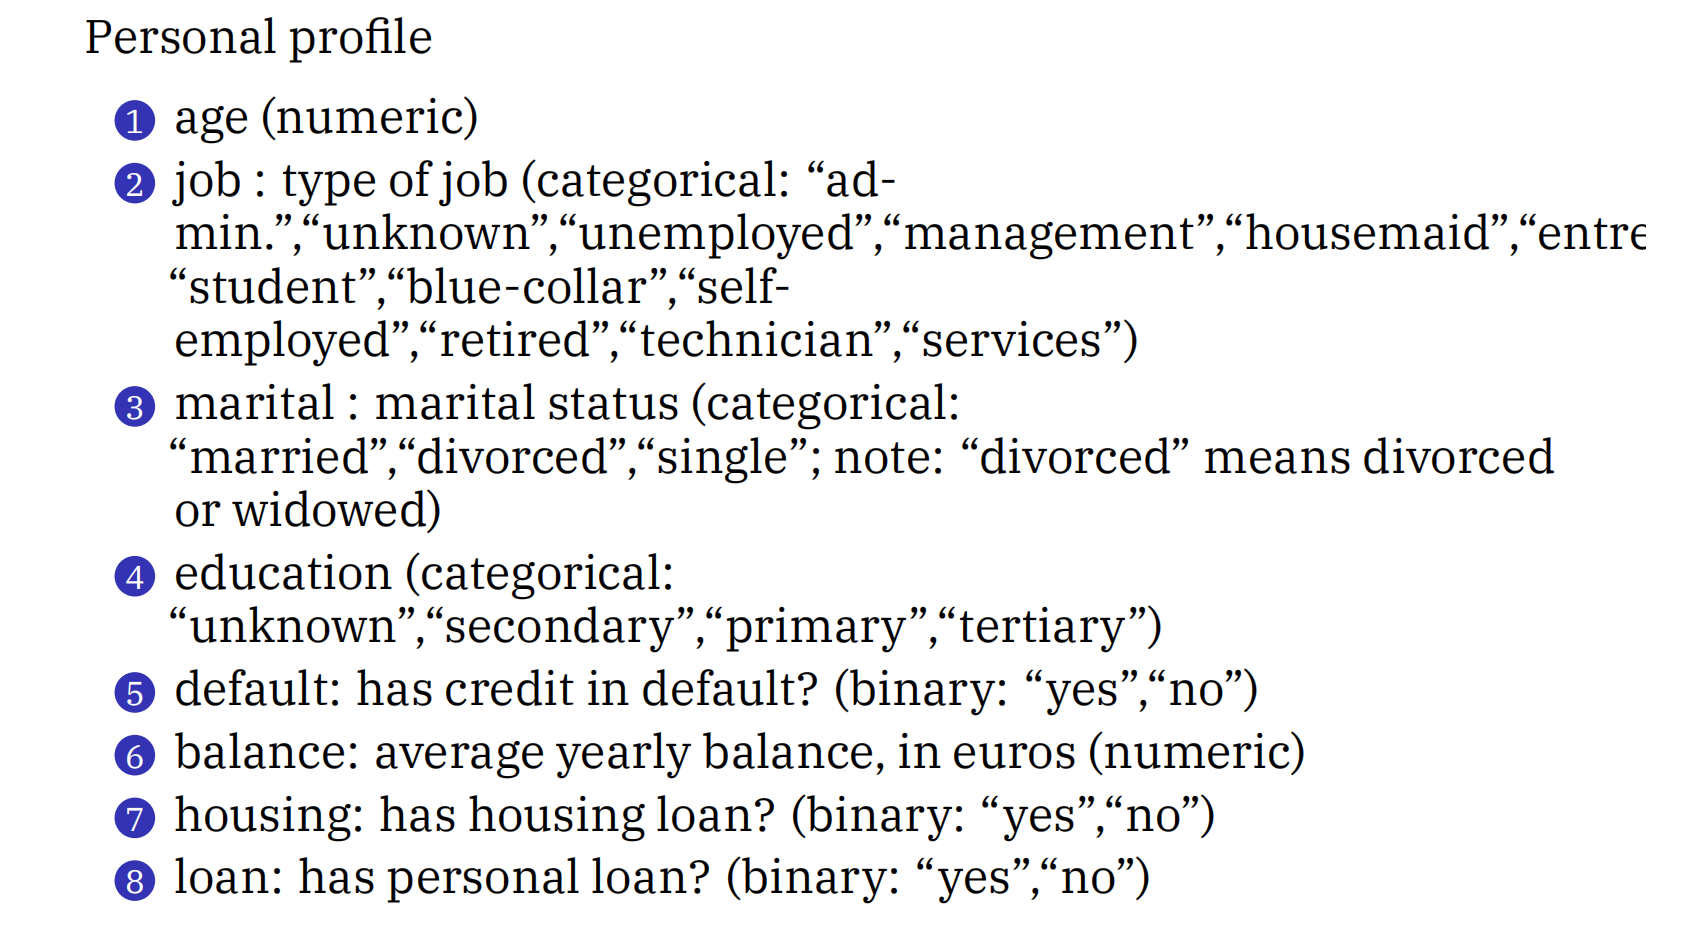 Personal profile
1 age (numeric)
2 job : type of job (categorical: “ad-
min.”,“unknown”,“unemployed”,“management”,“housemaid”,“entre
“student”,“blue-collar”,“self-
employed”,“retired”,“technician”,“services”)
3 marital : marital status (categorical:
“married”,“divorced”,“single”; note: “divorced” means divorced
or widowed)
4 education (categorical:
“unknown”,“secondary”,“primary”,“tertiary”)
5 default: has credit in default? (binary: “yes”,“no”)
6 balance: average yearly balance, in euros (numeric)
7 housing: has housing loan? (binary: “yes”,“no”)
8 loan: has personal loan? (binary: “yes”,“no”)